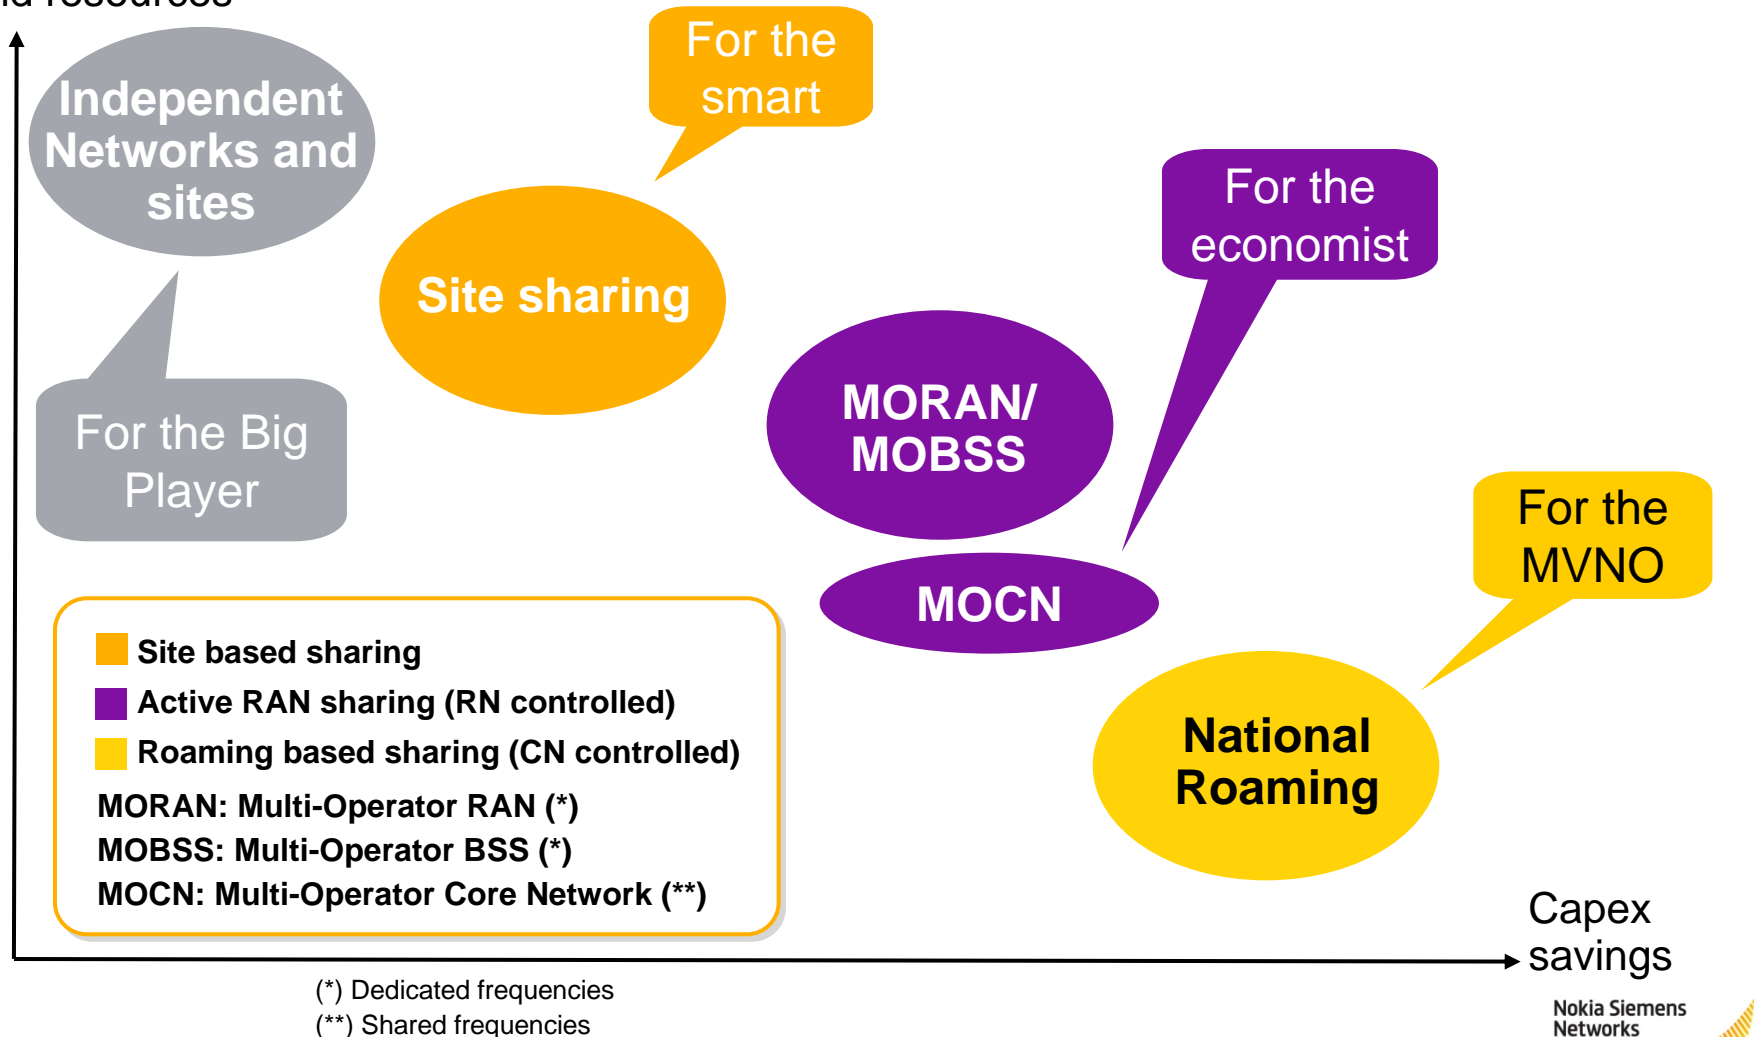 resources
For the
smart
Independent
Networks and
sites
For the
economist
Site sharing
MORAN/
MOBSS
For the Big
Player
For the
MVNO
MOCN
Site based sharing
Active RAN sharing (RN controlled)
Roaming based sharing (CN controlled)
MORAN: Multi-Operator RAN (*)
MOBSS: Multi-Operator BSS (*)
MOCN: Multi-Operator Core Network (**)
National
Roaming
Capex
savings
(*) Dedicated frequencies
(**) Shared frequencies
Nokia Siemens
Networks